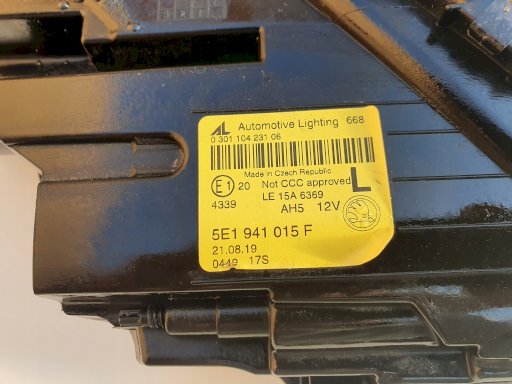 AL Automotive Lighting 668
0 301 104 231 06
Made in Czech Republic
E1 20 Not CCC approved L
4339 LE 15A 6369
AH5 12V
5E1 941 015 F
21.08.19
0449 17S